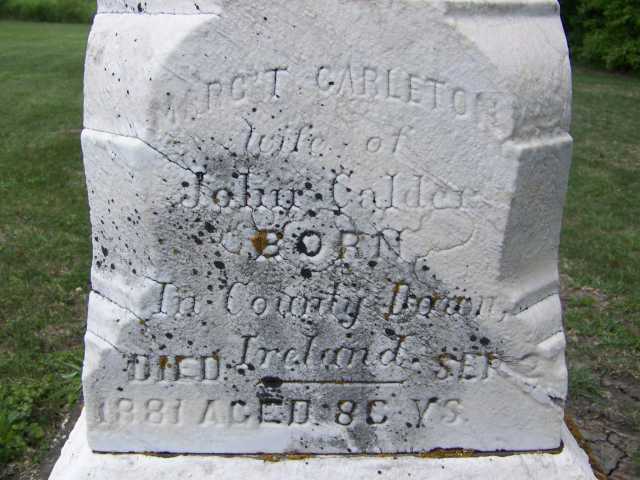 MARG'T CARLETON
wife of
John Calder
BORN
In County Down,
Ireland.
DIED SEP
1881 AGED 86 YS